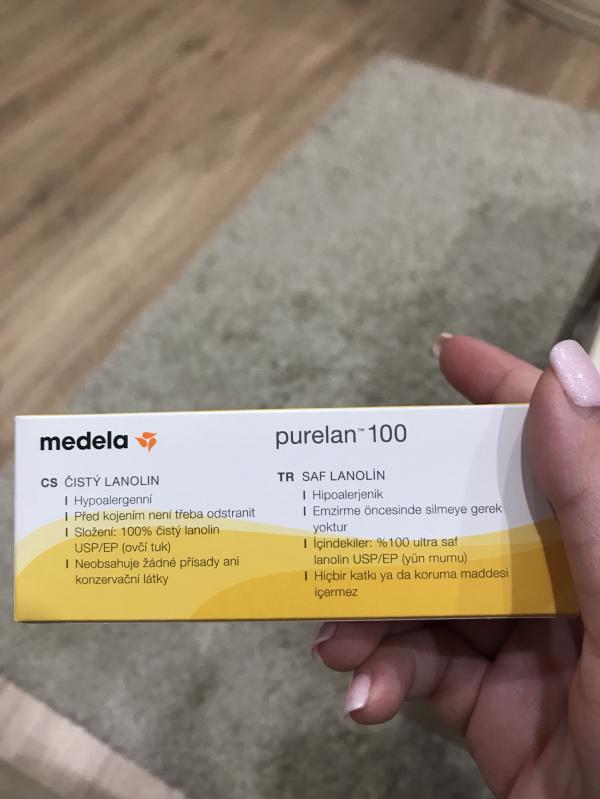 medela
purelan™ 100
CS ČISTÝ LANOLIN
I Hypoalergenní
I Před kojením není třeba odstranit
I Složení: 100% čistý lanolin
USP/EP (ovčí tuk)
I Neobsahuje žádné přísady ani
konzervační látky
TR SAF LANOLİN
I Hipoalerjenik
I Emzirme öncesinde silmeye gerek
yoktur
I İçindekiler: %100 ultra saf
lanolin USP/EP (yün mumu)
I Hiçbir katkı ya da koruma maddesi
içermez